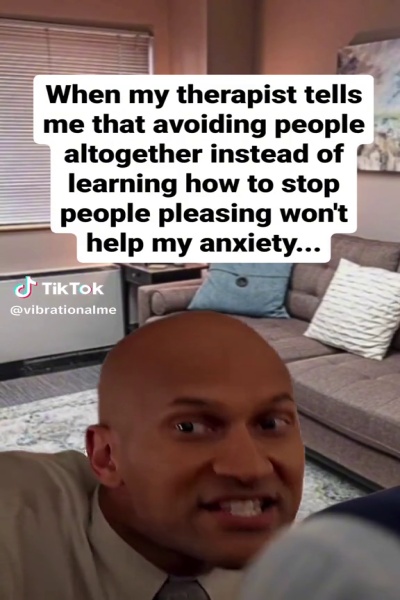 When my therapist tells
me that avoiding people
altogether instead of
learning how to stop
people pleasing won't
help my anxiety...
TikTok
@vibrationalme